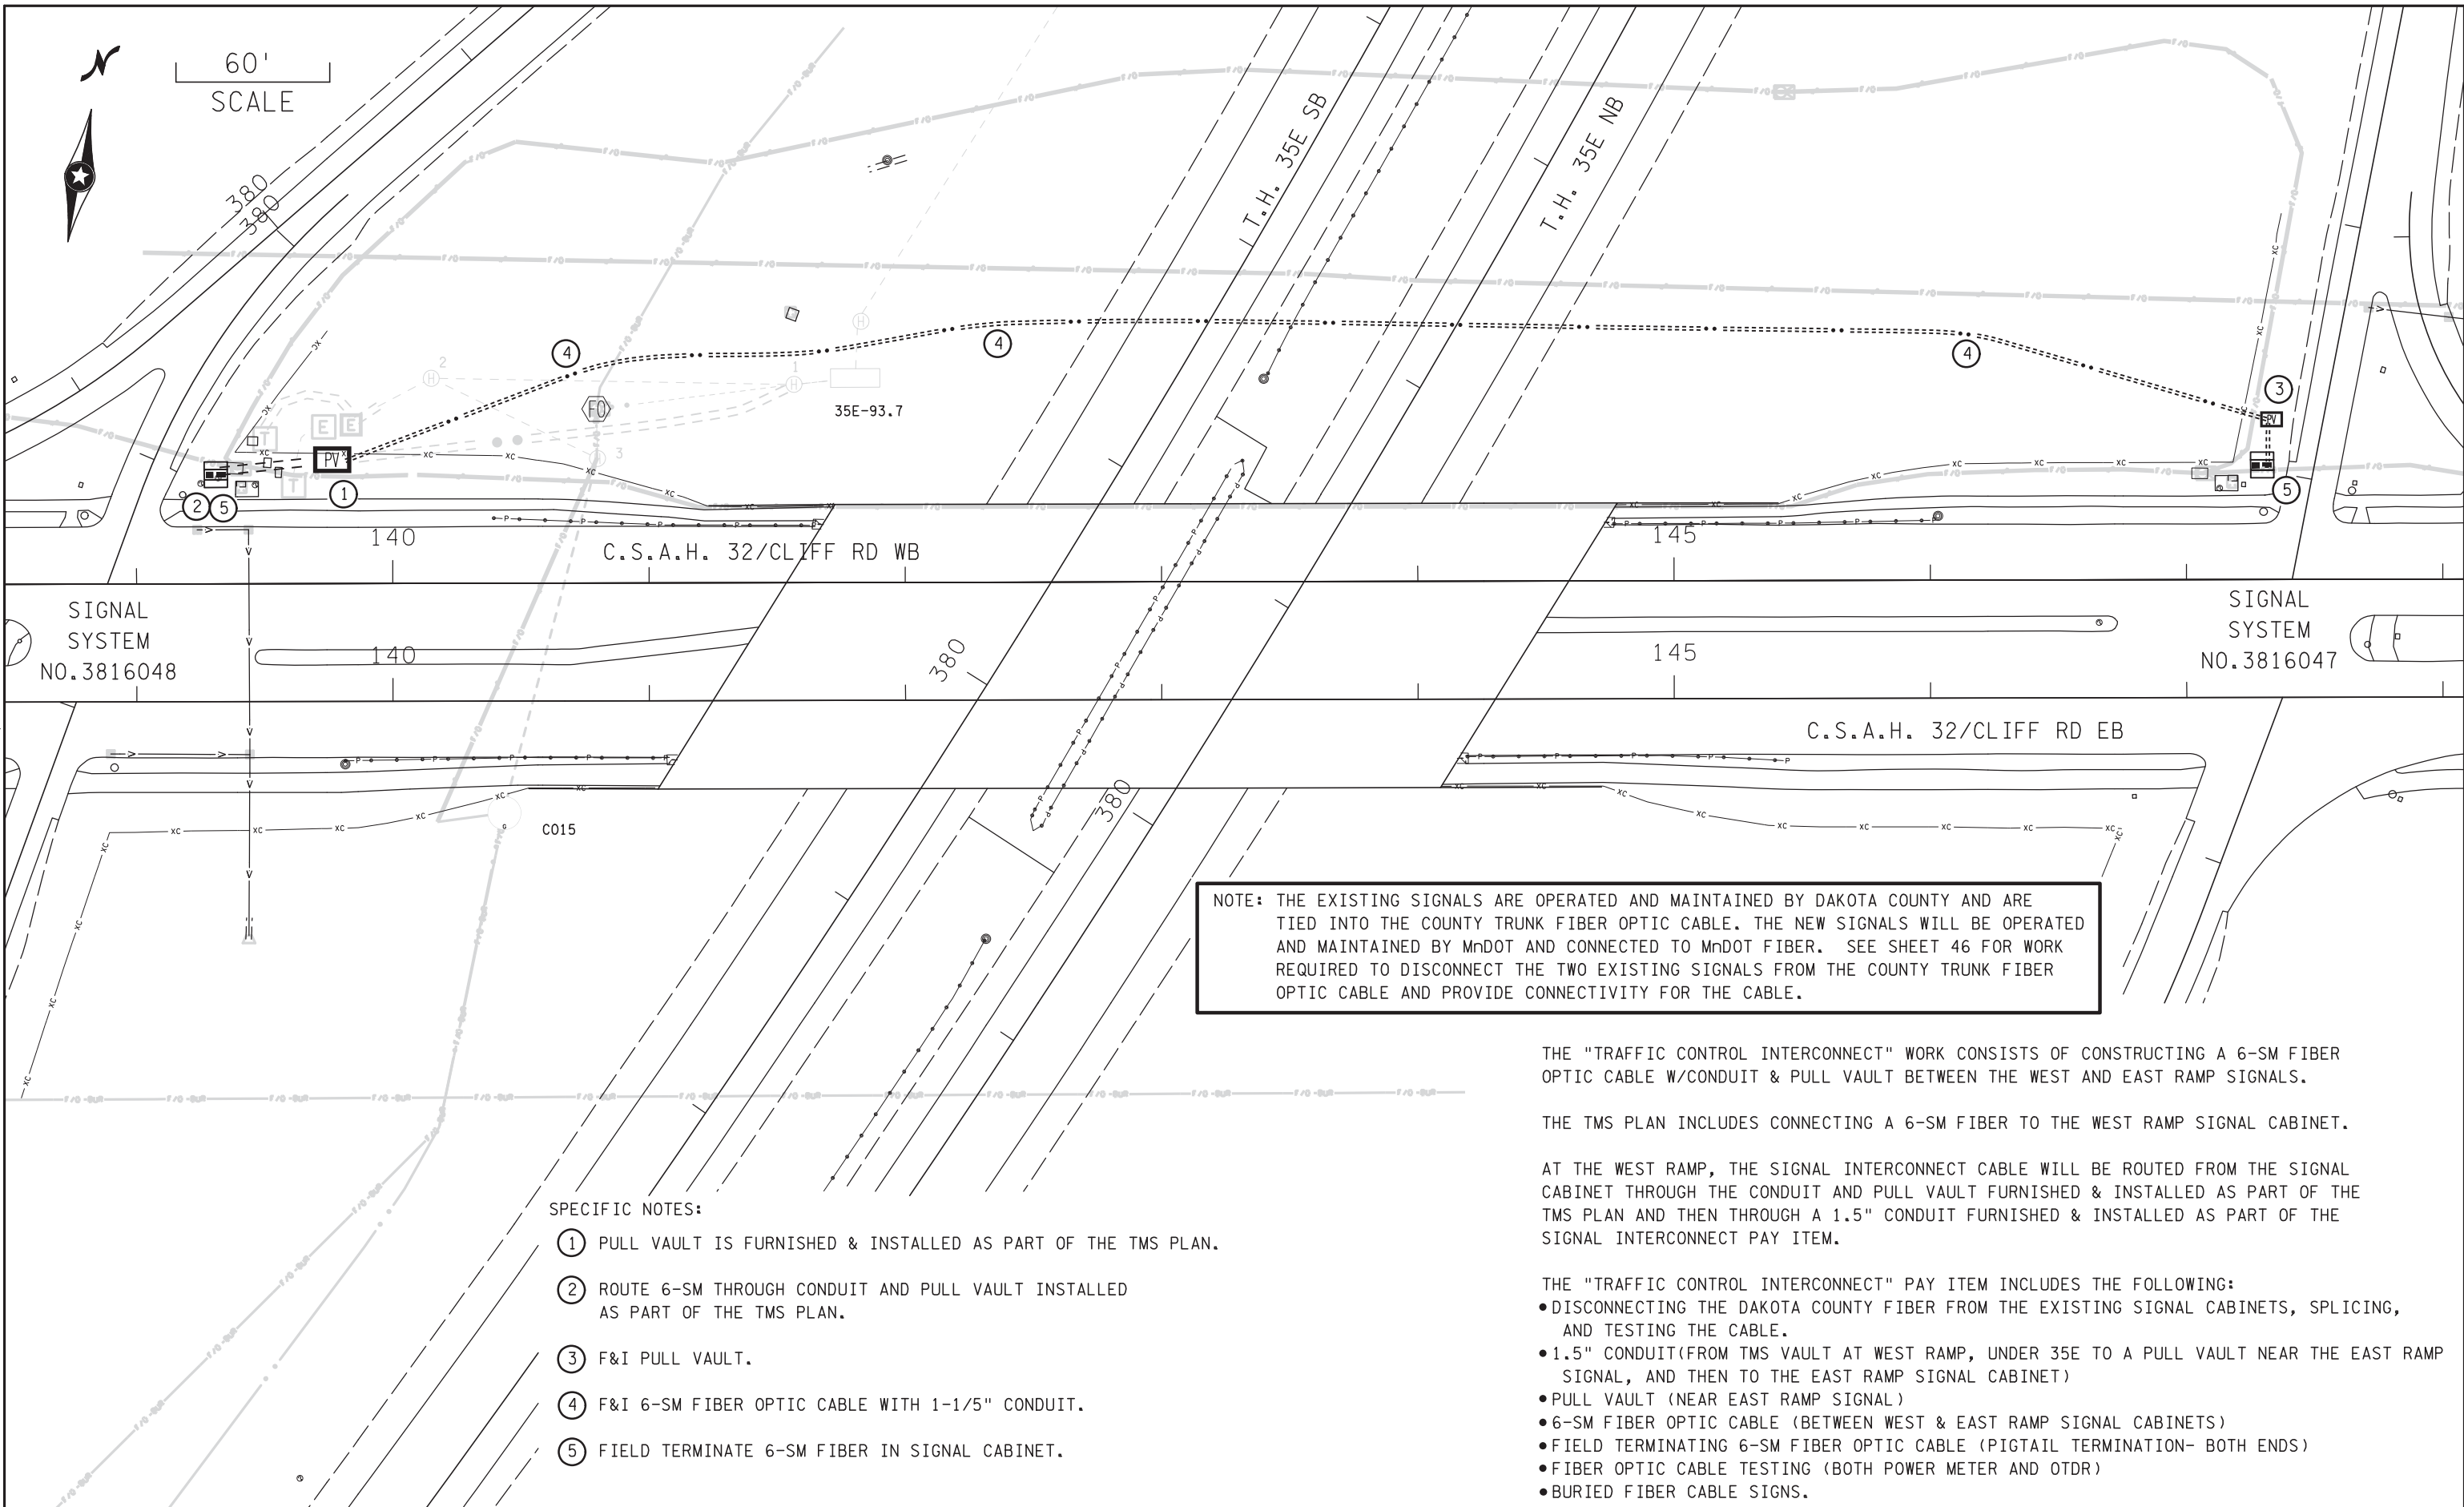 N
60'
SCALE
380
380
T.H. 35E SB
T.H. 35E NB
4
4
4
3
H
2
H
1
H
3
H
FO
35E-93.7
E
E
T
T
PV
PV
2
5
1
5
140
C.S.A.H. 32/CLIFF RD WB
145
SIGNAL
SYSTEM
NO.3816048
140
380
145
SIGNAL
SYSTEM
NO.3816047
C.S.A.H. 32/CLIFF RD EB
380
G
C015
NOTE: THE EXISTING SIGNALS ARE OPERATED AND MAINTAINED BY DAKOTA COUNTY AND ARE
TIED INTO THE COUNTY TRUNK FIBER OPTIC CABLE. THE NEW SIGNALS WILL BE OPERATED
AND MAINTAINED BY MnDOT AND CONNECTED TO MnDOT FIBER. SEE SHEET 46 FOR WORK
REQUIRED TO DISCONNECT THE TWO EXISTING SIGNALS FROM THE COUNTY TRUNK FIBER
OPTIC CABLE AND PROVIDE CONNECTIVITY FOR THE CABLE.
THE "TRAFFIC CONTROL INTERCONNECT" WORK CONSISTS OF CONSTRUCTING A 6-SM FIBER
OPTIC CABLE W/CONDUIT & PULL VAULT BETWEEN THE WEST AND EAST RAMP SIGNALS.
THE TMS PLAN INCLUDES CONNECTING A 6-SM FIBER TO THE WEST RAMP SIGNAL CABINET.
AT THE WEST RAMP, THE SIGNAL INTERCONNECT CABLE WILL BE ROUTED FROM THE SIGNAL
CABINET THROUGH THE CONDUIT AND PULL VAULT FURNISHED & INSTALLED AS PART OF THE
TMS PLAN AND THEN THROUGH A 1.5" CONDUIT FURNISHED & INSTALLED AS PART OF THE
SIGNAL INTERCONNECT PAY ITEM.
THE "TRAFFIC CONTROL INTERCONNECT" PAY ITEM INCLUDES THE FOLLOWING:
• DISCONNECTING THE DAKOTA COUNTY FIBER FROM THE EXISTING SIGNAL CABINETS, SPLICING,
AND TESTING THE CABLE.
• 1.5" CONDUIT(FROM TMS VAULT AT WEST RAMP, UNDER 35E TO A PULL VAULT NEAR THE EAST RAMP
SIGNAL, AND THEN TO THE EAST RAMP SIGNAL CABINET)
• PULL VAULT (NEAR EAST RAMP SIGNAL)
• 6-SM FIBER OPTIC CABLE (BETWEEN WEST & EAST RAMP SIGNAL CABINETS)
• FIELD TERMINATING 6-SM FIBER OPTIC CABLE (PIGTAIL TERMINATION- BOTH ENDS)
• FIBER OPTIC CABLE TESTING (BOTH POWER METER AND OTDR)
• BURIED FIBER CABLE SIGNS.
SPECIFIC NOTES:
1 PULL VAULT IS FURNISHED & INSTALLED AS PART OF THE TMS PLAN.
2 ROUTE 6-SM THROUGH CONDUIT AND PULL VAULT INSTALLED
AS PART OF THE TMS PLAN.
3 F&I PULL VAULT.
4 F&I 6-SM FIBER OPTIC CABLE WITH 1-1/5" CONDUIT.
5 FIELD TERMINATE 6-SM FIBER IN SIGNAL CABINET.